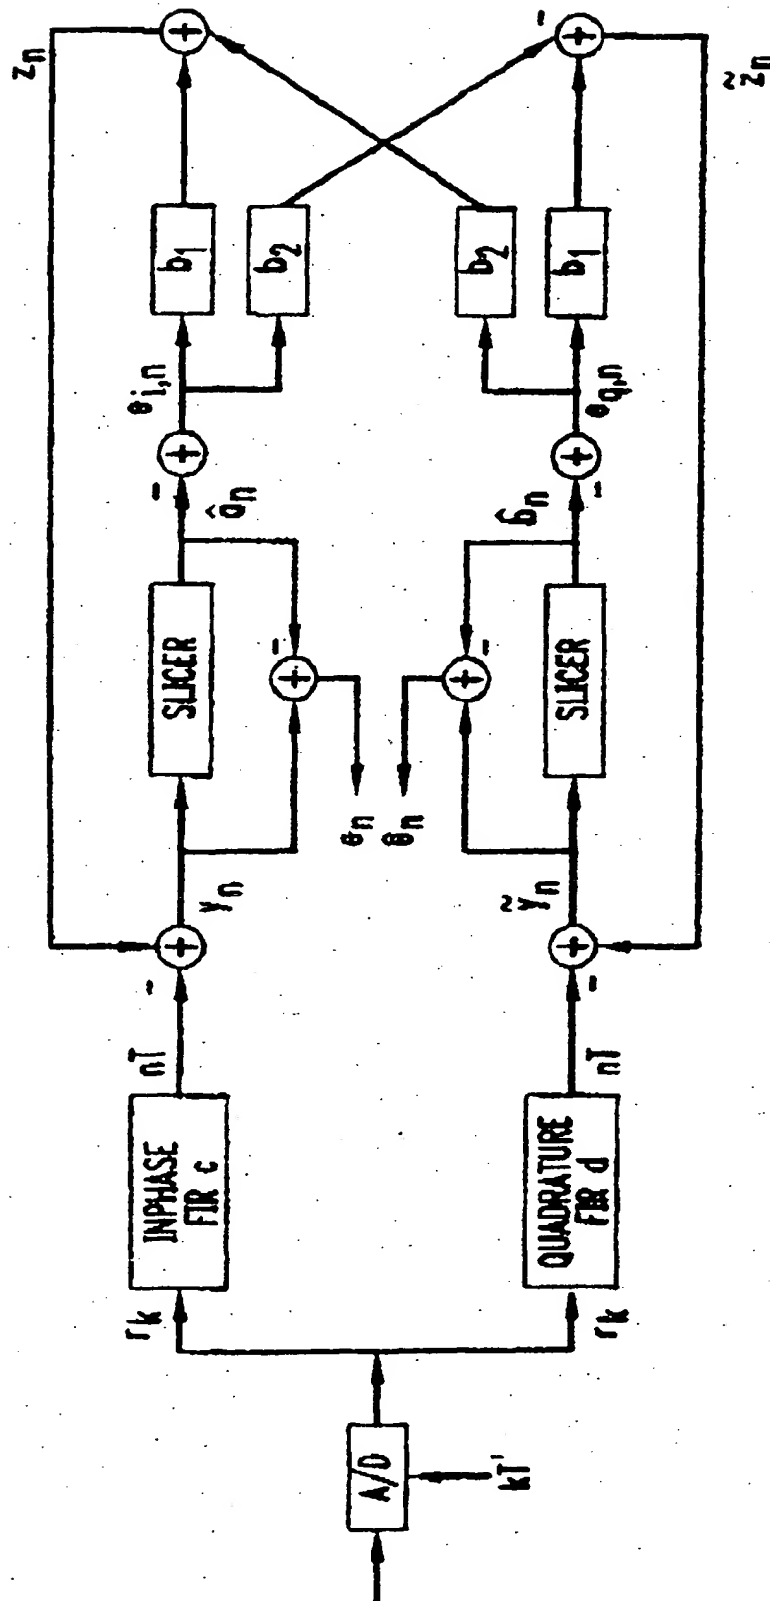 A/D
kT'
r_k
r_k
INPHASE
FIR c
QUADRATURE
FIR d
nT
nT
-
-
y_n
ỹ_n
+
+
SLICER
SLICER
+
-
+
-
e_n
ẽ_n
â_n
b̂_n
-
+
-
+
e_{i,n}
e_{q,n}
b_1
b_2
b_2
b_1
+
-
+
z_n
z̃_n